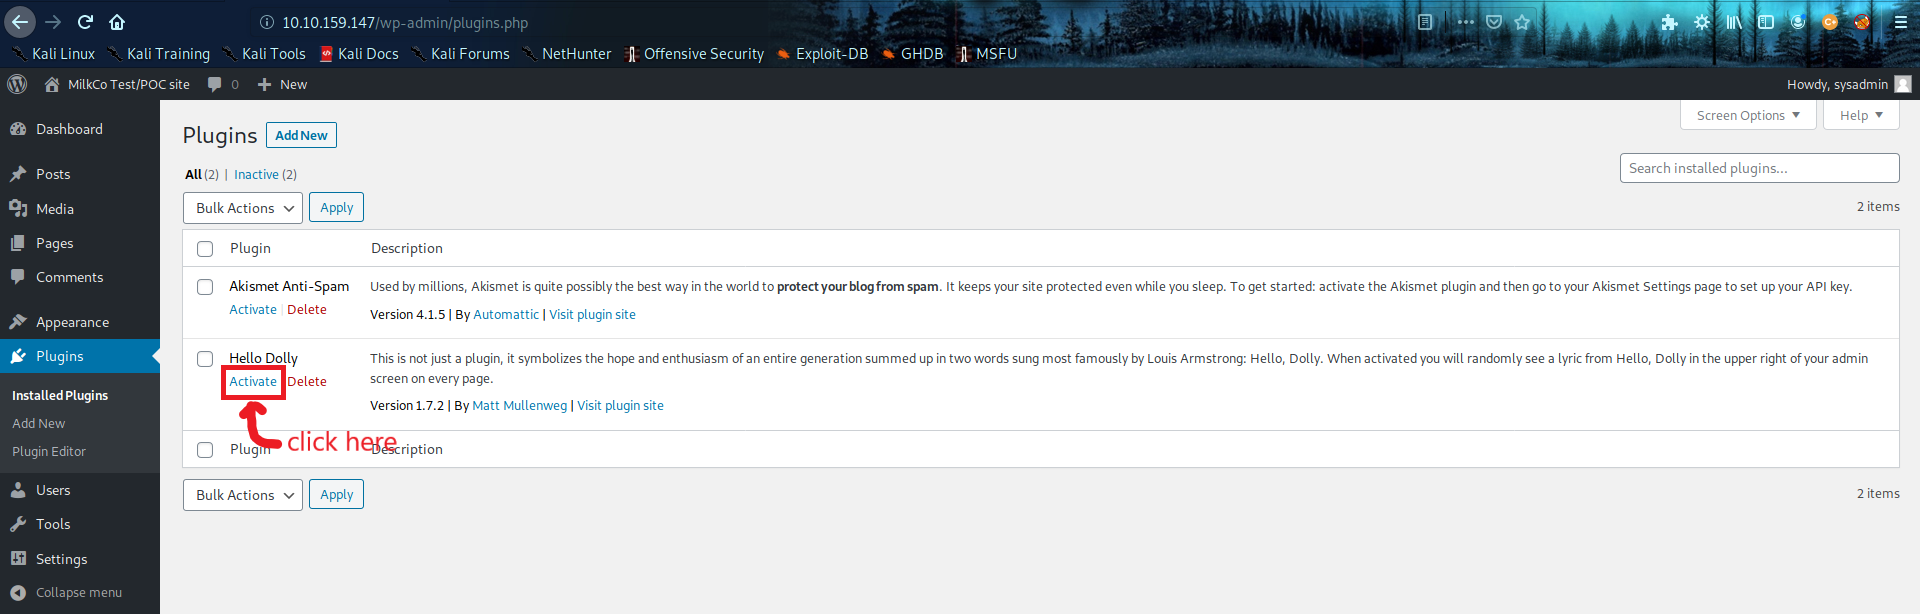 10.10.159.147/wp-admin/plugins.php
Kali Linux Kali Training Kali Tools Kali Docs Kali Forums NetHunter Offensive Security Exploit-DB GHDB MSFU
MilkCo Test/POC site 0 + New Howdy, sysadmin
Dashboard
Posts
Media
Pages
Comments
Appearance
Plugins
Installed Plugins
Add New
Plugin Editor
Users
Tools
Settings
Collapse menu
Screen Options ▼ Help ▼
Plugins Add New
All (2) | Inactive (2)
Search installed plugins...
Bulk Actions Apply
2 items
Plugin Description
Akismet Anti-Spam
Activate | Delete
Used by millions, Akismet is quite possibly the best way in the world to protect your blog from spam. It keeps your site protected even while you sleep. To get started: activate the Akismet plugin and then go to your Akismet Settings page to set up your API key.
Version 4.1.5 | By Automattic | Visit plugin site
Hello Dolly
Activate Delete
This is not just a plugin, it symbolizes the hope and enthusiasm of an entire generation summed up in two words sung most famously by Louis Armstrong: Hello, Dolly. When activated you will randomly see a lyric from Hello, Dolly in the upper right of your admin
screen on every page.
Version 1.7.2 | By Matt Mullenweg | Visit plugin site
click here
Plugin Description
Bulk Actions Apply
2 items